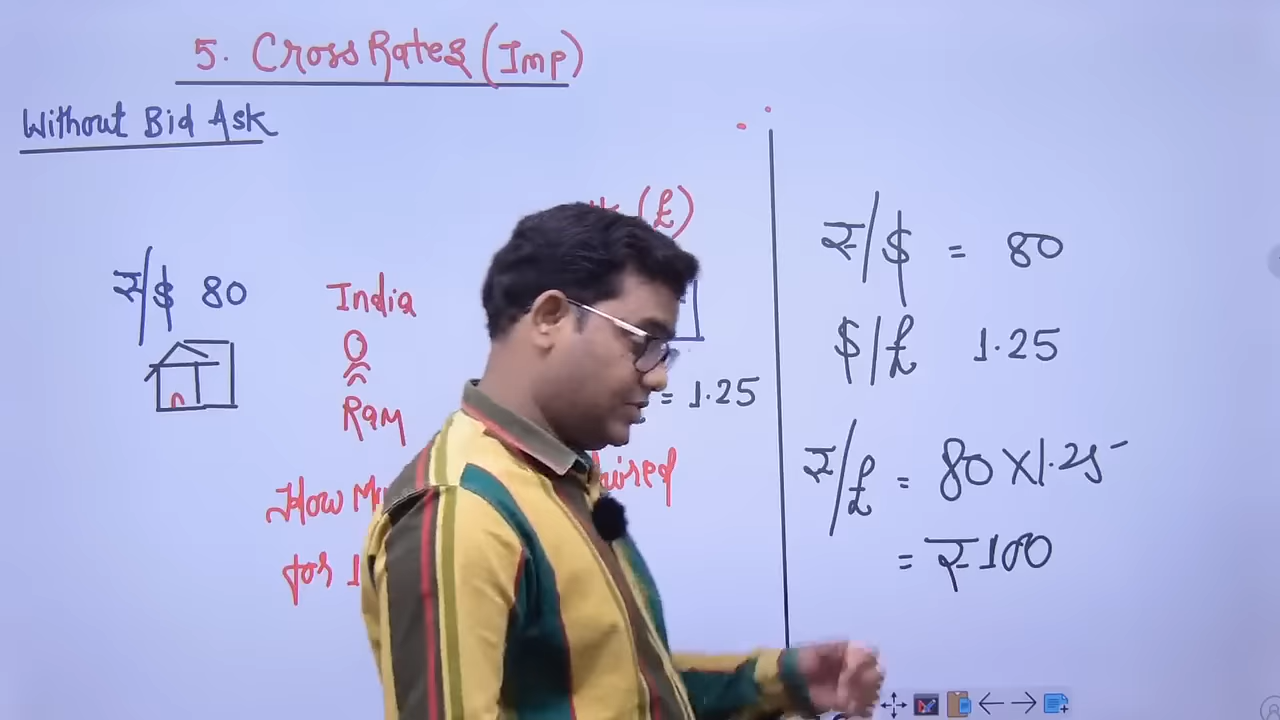 5. Cross Rates (Imp)
Without Bid Ask
(£)
₹/$ 80
India
Ram
= 1.25
How
for 1
₹/$ = 80
$/£ 1.25
₹/£ = 80 X 1.25
= ₹100